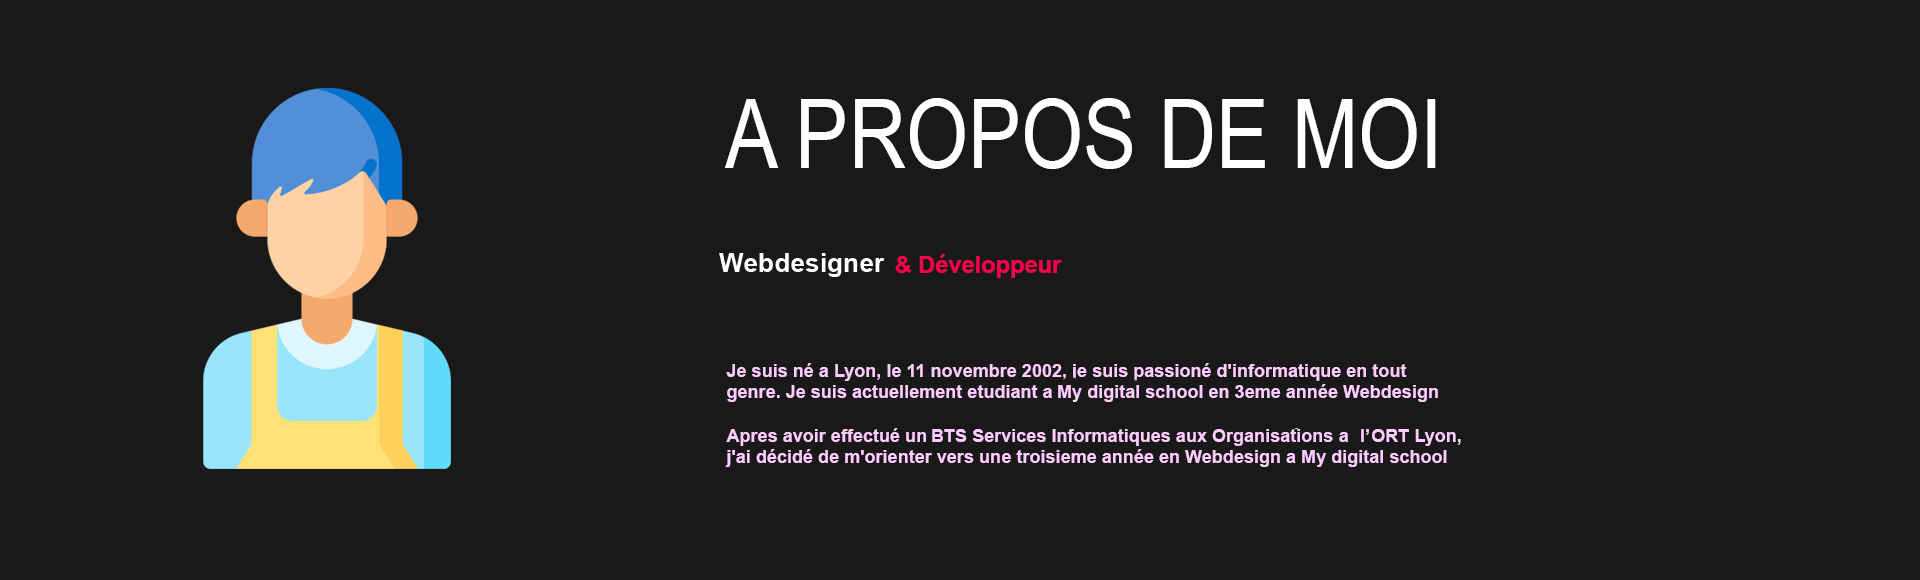 A PROPOS DE MOI
Webdesigner & Développeur
Je suis né a Lyon, le 11 novembre 2002, ie suis passioné d'informatique en tout
genre. Je suis actuellement etudiant a My digital school en 3eme année Webdesign
Apres avoir effectué un BTS Services Informatiques aux Organisations a l’ORT Lyon,
j'ai décidé de m'orienter vers une troisieme année en Webdesign a My digital school